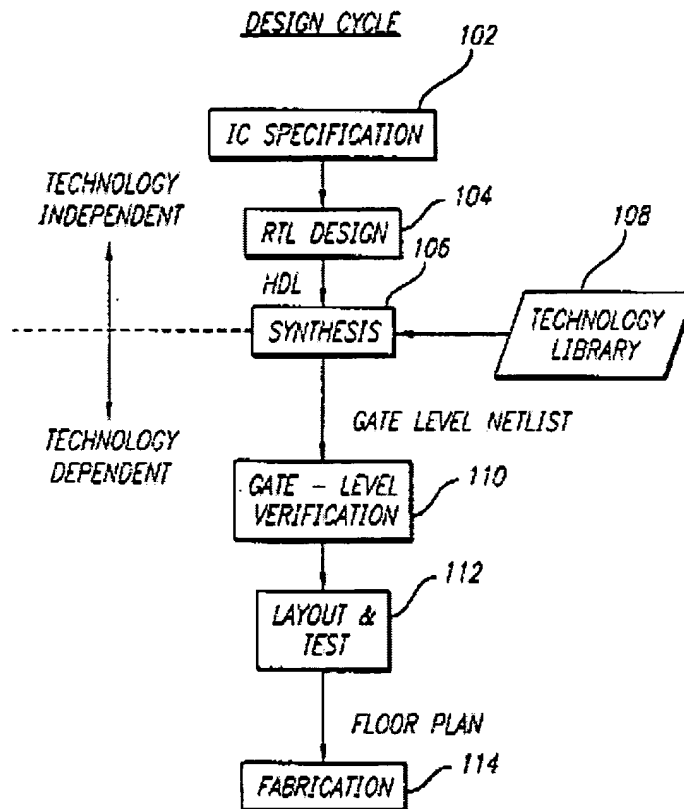 DESIGN CYCLE
102
IC SPECIFICATION
TECHNOLOGY
INDEPENDENT
104
RTL DESIGN
106
108
HDL
SYNTHESIS
TECHNOLOGY
LIBRARY
GATE LEVEL NETLIST
TECHNOLOGY
DEPENDENT
GATE - LEVEL
VERIFICATION
110
112
LAYOUT &
TEST
FLOOR PLAN
114
FABRICATION